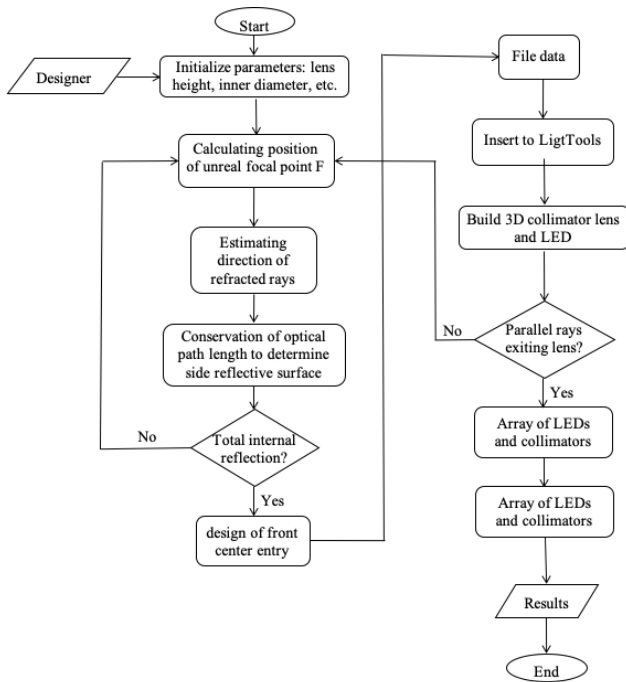 Start
Designer
Initialize parameters: lens
height, inner diameter, etc.
Calculating position
of unreal focal point F
Estimating
direction of
refracted rays
Conservation of optical
path length to determine
side reflective surface
No
Total internal
reflection?
Yes
design of front
center entry
File data
Insert to LigtTools
Build 3D collimator lens
and LED
No
Parallel rays
exiting lens?
Yes
Array of LEDs
and collimators
Array of LEDs
and collimators
Results
End